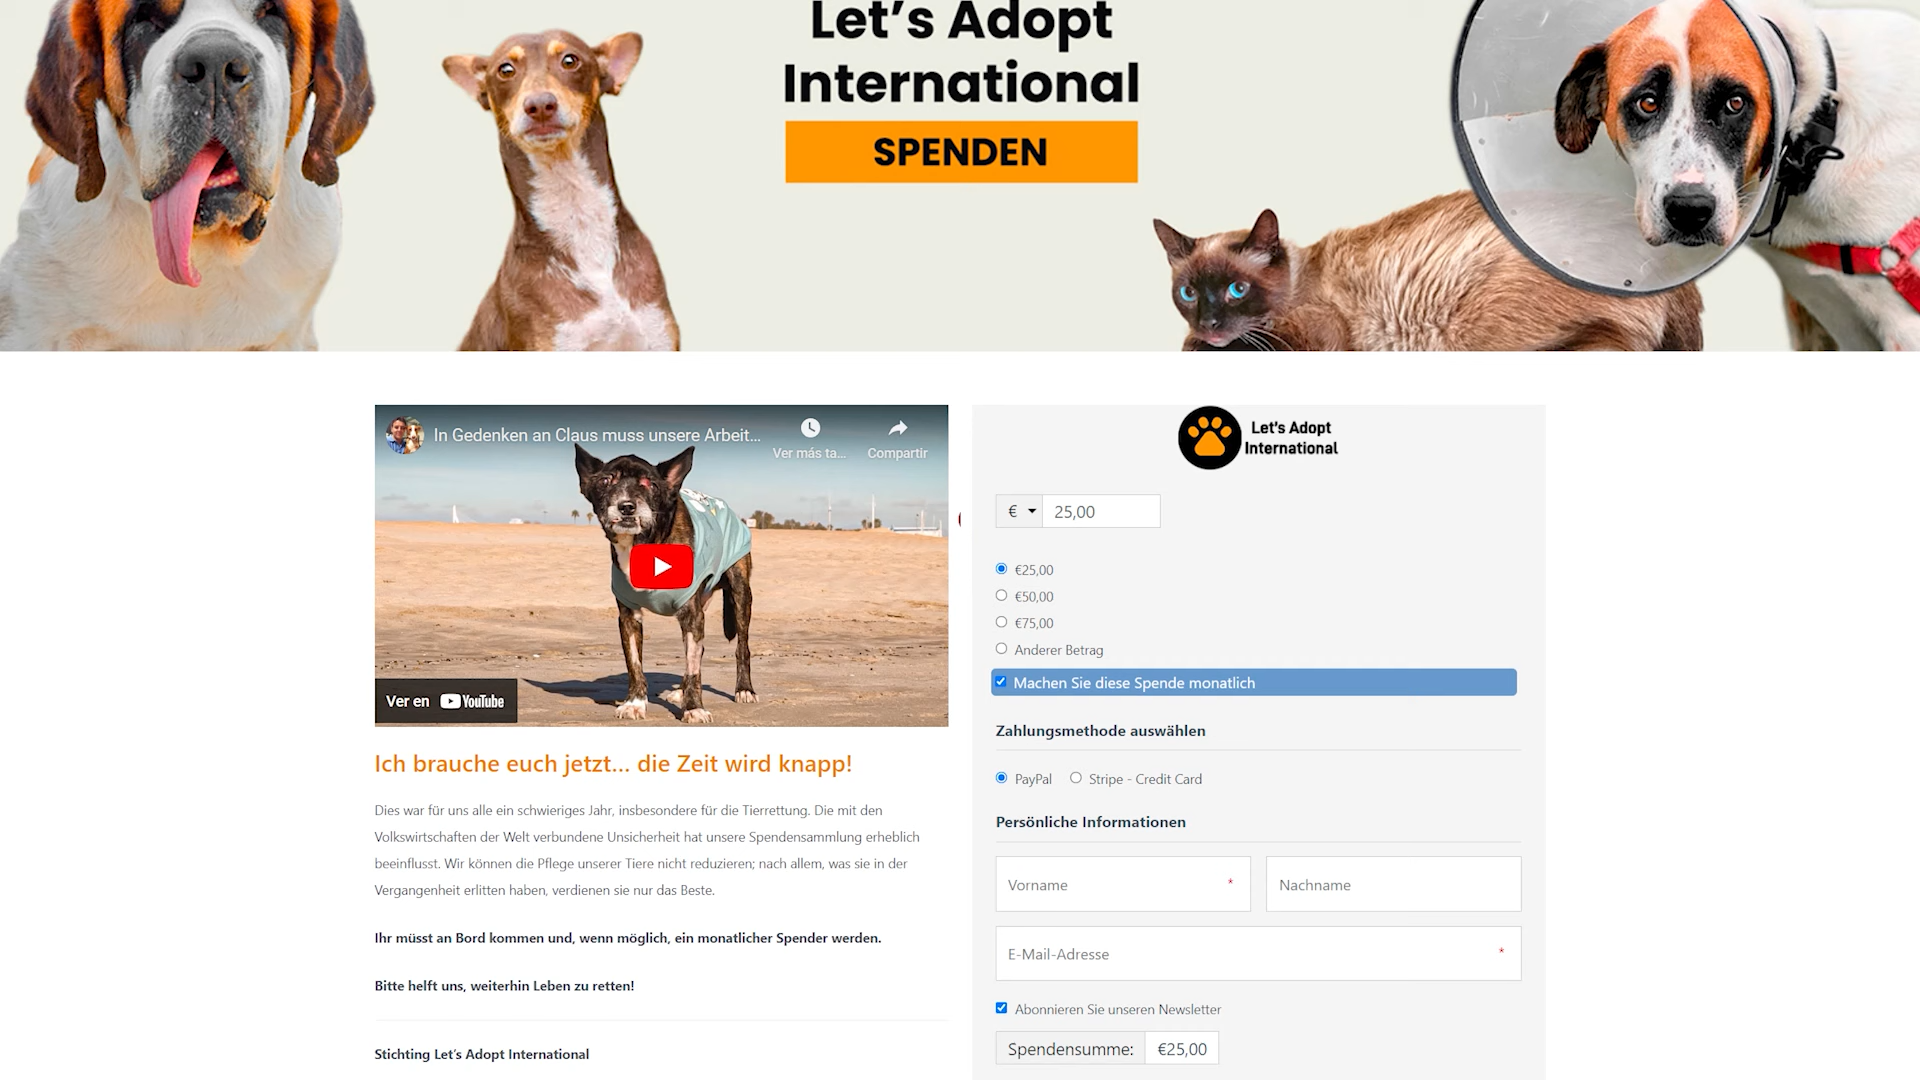 Let’s Adopt
International
SPENDEN
In Gedenken an Claus muss unsere Arbeit...
Ver más ta...
Compartir
Ver en YouTube
Ich brauche euch jetzt... die Zeit wird knapp!
Dies war für uns alle ein schwieriges Jahr, insbesondere für die Tierrettung. Die mit den
Volkswirtschaften der Welt verbundene Unsicherheit hat unsere Spendensammlung erheblich
beeinflusst. Wir können die Pflege unserer Tiere nicht reduzieren; nach allem, was sie in der
Vergangenheit erlitten haben, verdienen sie nur das Beste.
Ihr müsst an Bord kommen und, wenn möglich, ein monatlicher Spender werden.
Bitte helft uns, weiterhin Leben zu retten!
Stichting Let’s Adopt International
Let's Adopt
International
€ 25,00
€25,00
€50,00
€75,00
Anderer Betrag
Machen Sie diese Spende monatlich
Zahlungsmethode auswählen
PayPal Stripe - Credit Card
Persönliche Informationen
Vorname * Nachname
E-Mail-Adresse *
Abonnieren Sie unseren Newsletter
Spendensumme: €25,00